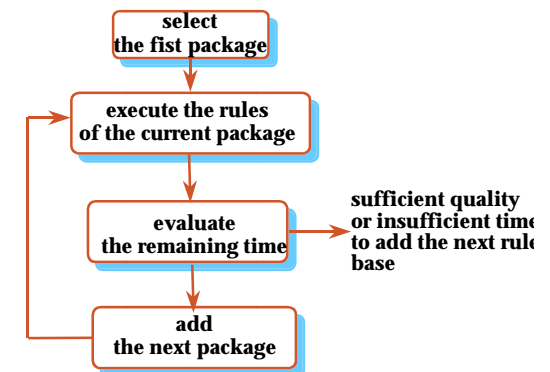 select
the fist package
execute the rules
of the current package
evaluate
the remaining time
sufficient quality
or insufficient time
to add the next rule
base
add
the next package